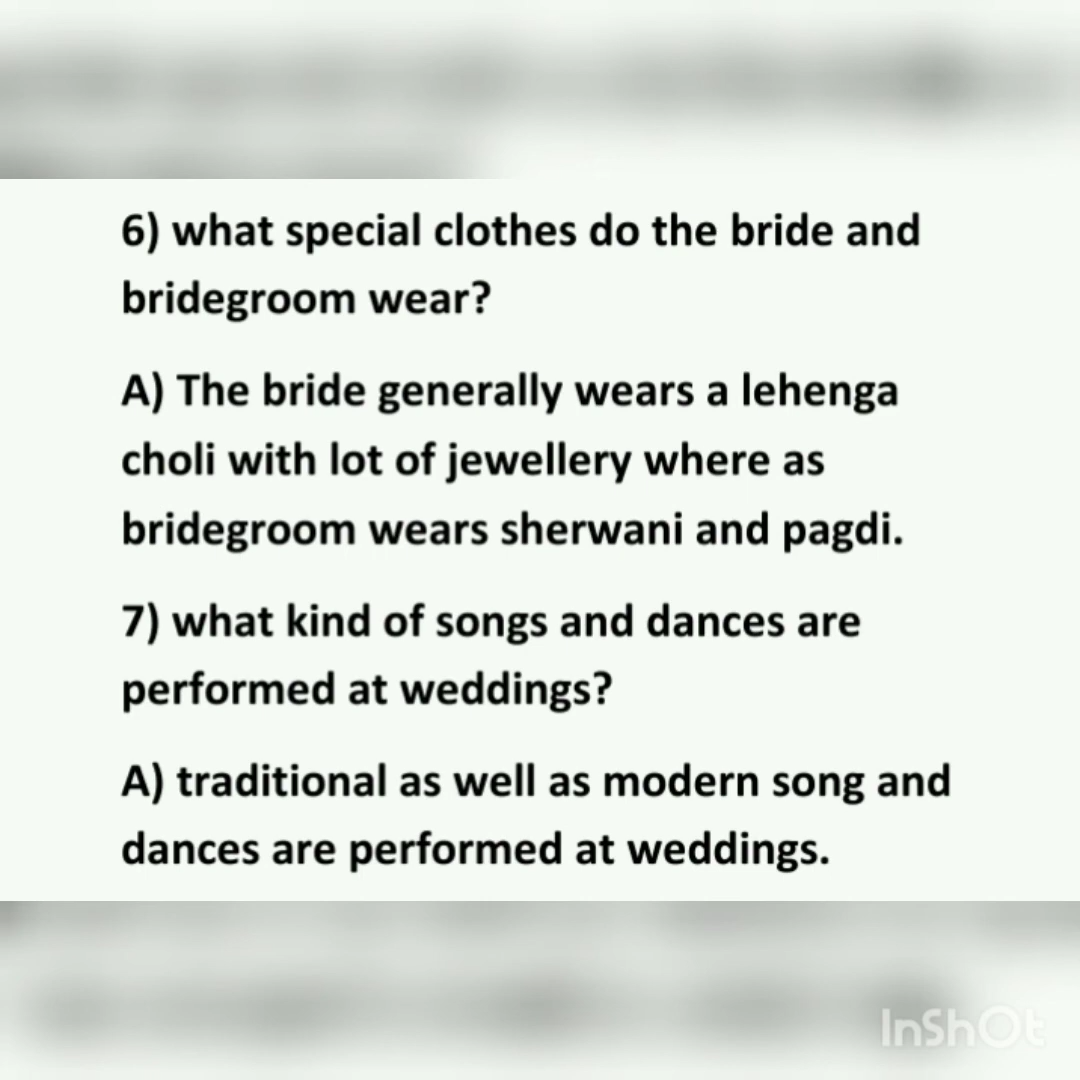 6) what special clothes do the bride and
bridegroom wear?
A) The bride generally wears a lehenga
choli with lot of jewellery where as
bridegroom wears sherwani and pagdi.
7) what kind of songs and dances are
performed at weddings?
A) traditional as well as modern song and
dances are performed at weddings.
InShOt